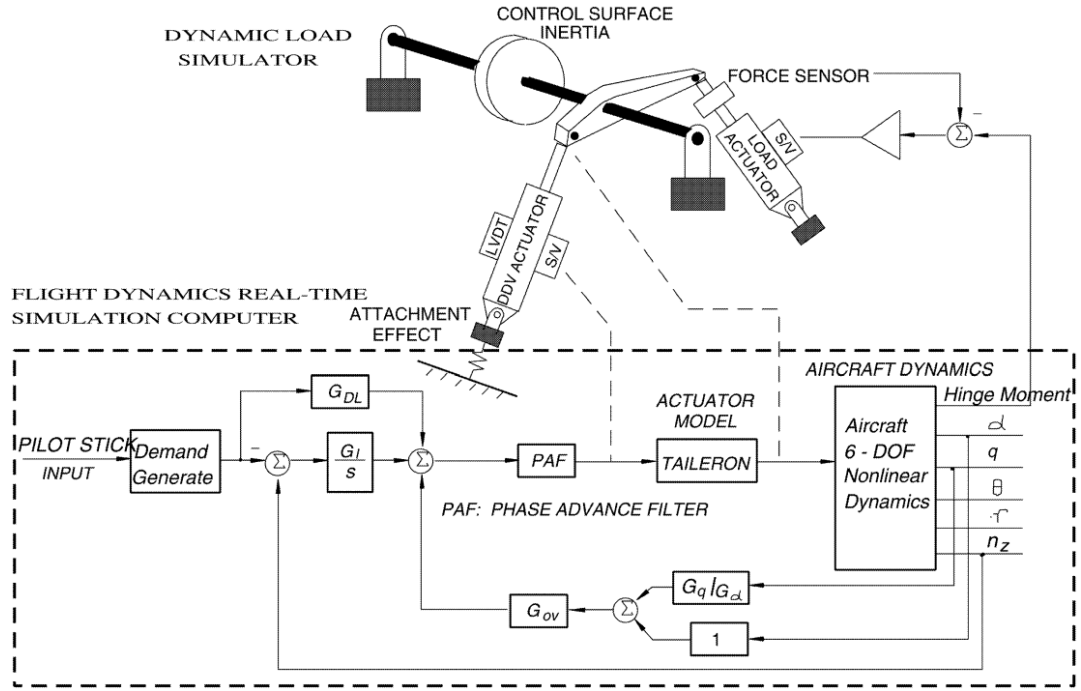 CONTROL SURFACE
INERTIA
DYNAMIC LOAD
SIMULATOR
FORCE SENSOR
−
Σ
S/V
LOAD
ACTUATOR
LVDT
DDV ACTUATOR
S/V
FLIGHT DYNAMICS REAL-TIME
SIMULATION COMPUTER
ATTACHMENT
EFFECT
AIRCRAFT DYNAMICS
Hinge Moment
G_DL
ACTUATOR
MODEL
PILOT STICK
INPUT
Demand
Generate
−
Σ
G_I
s
Σ
PAF
TAILERON
Aircraft
6 - DOF
Nonlinear
Dynamics
α
q
θ
n_z
PAF: PHASE ADVANCE FILTER
G_q/G_α
G_ov
Σ
1